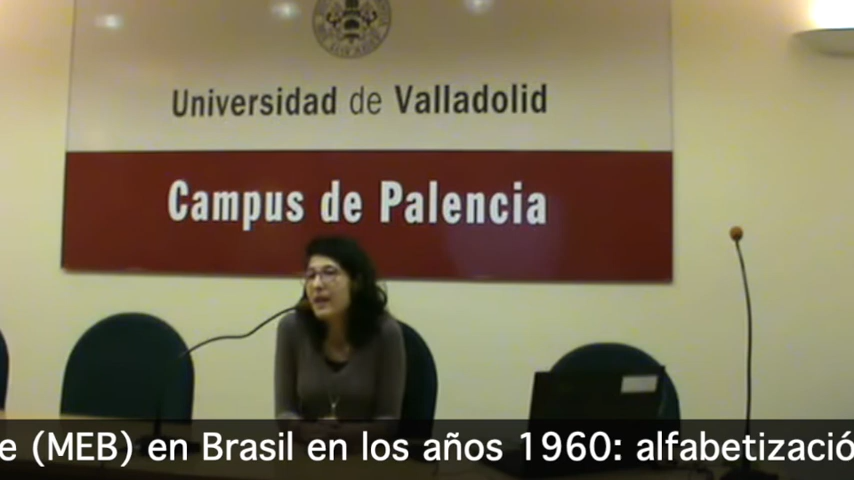 Universidad de Valladolid
Campus de Palencia
e (MEB) en Brasil en los años 1960: alfabetizació